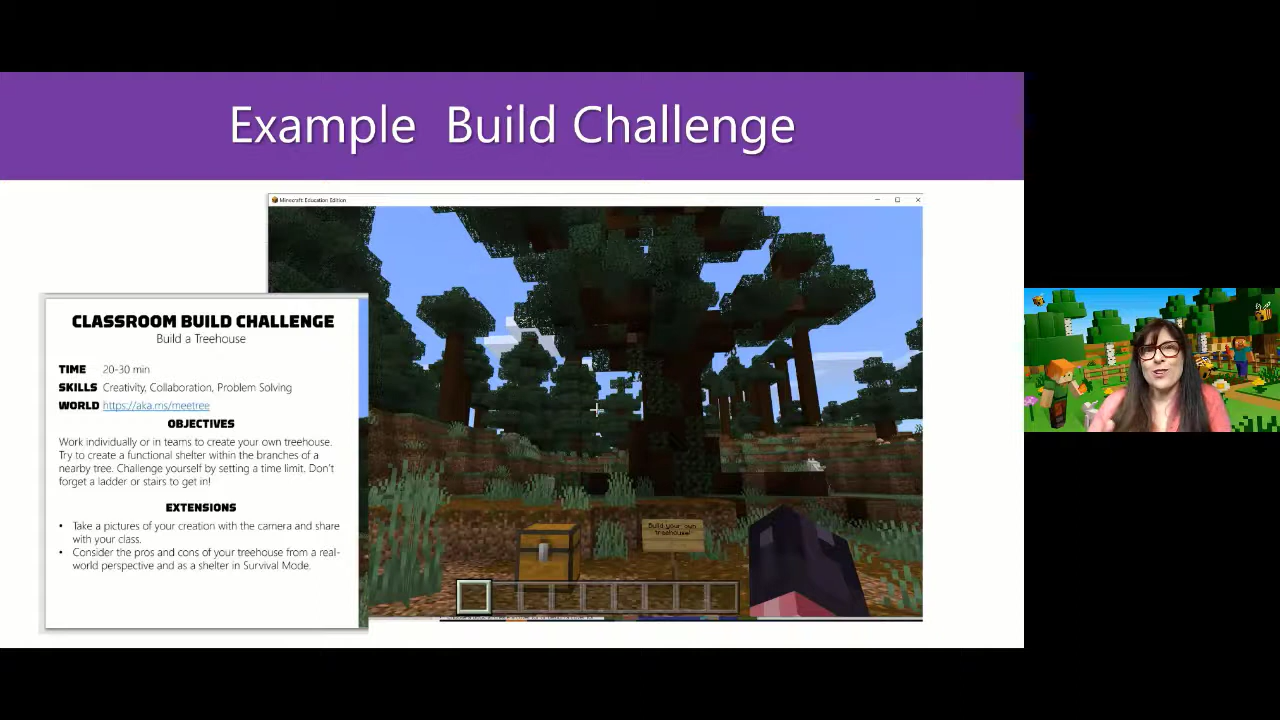 Example Build Challenge
Minecraft Education Edition
CLASSROOM BUILD CHALLENGE
Build a Treehouse
TIME 20-30 min
SKILLS Creativity, Collaboration, Problem Solving
WORLD https://aka.ms/meetree
OBJECTIVES
Work individually or in teams to create your own treehouse.
Try to create a functional shelter within the branches of a
nearby tree. Challenge yourself by setting a time limit. Don't
forget a ladder or stairs to get in!
EXTENSIONS
• Take a pictures of your creation with the camera and share
with your class.
• Consider the pros and cons of your treehouse from a real-
world perspective and as a shelter in Survival Mode.
Build your own
treehouse!